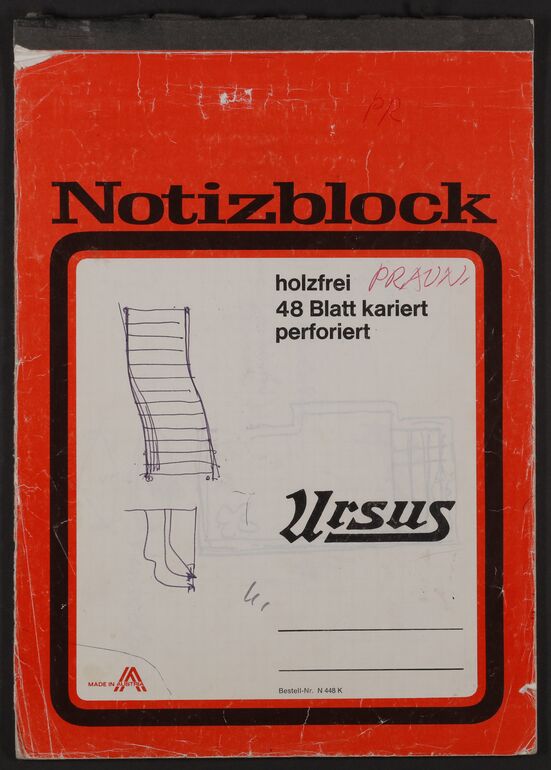 PR
Notizblock
holzfrei PRAUN
48 Blatt kariert
perforiert
Ursus
MADE IN AUSTRIA
Bestell-Nr. N 448 K